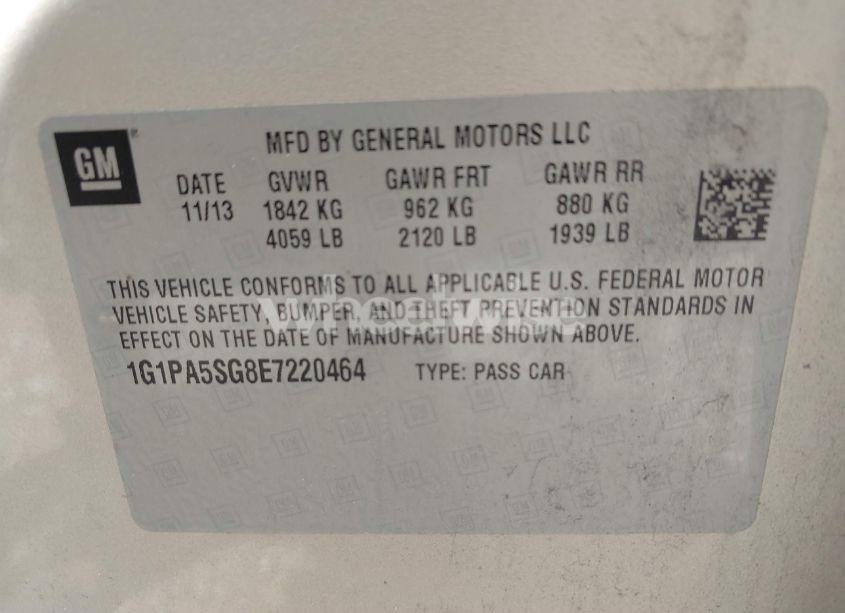 GM
MFD BY GENERAL MOTORS LLC
DATE GVWR GAWR FRT GAWR RR
11/13 1842 KG 962 KG 880 KG
4059 LB 2120 LB 1939 LB
THIS VEHICLE CONFORMS TO ALL APPLICABLE U.S. FEDERAL MOTOR
VEHICLE SAFETY, BUMPER, AND THEFT PREVENTION STANDARDS IN
EFFECT ON THE DATE OF MANUFACTURE SHOWN ABOVE.
1G1PA5SG8E7220464 TYPE: PASS CAR